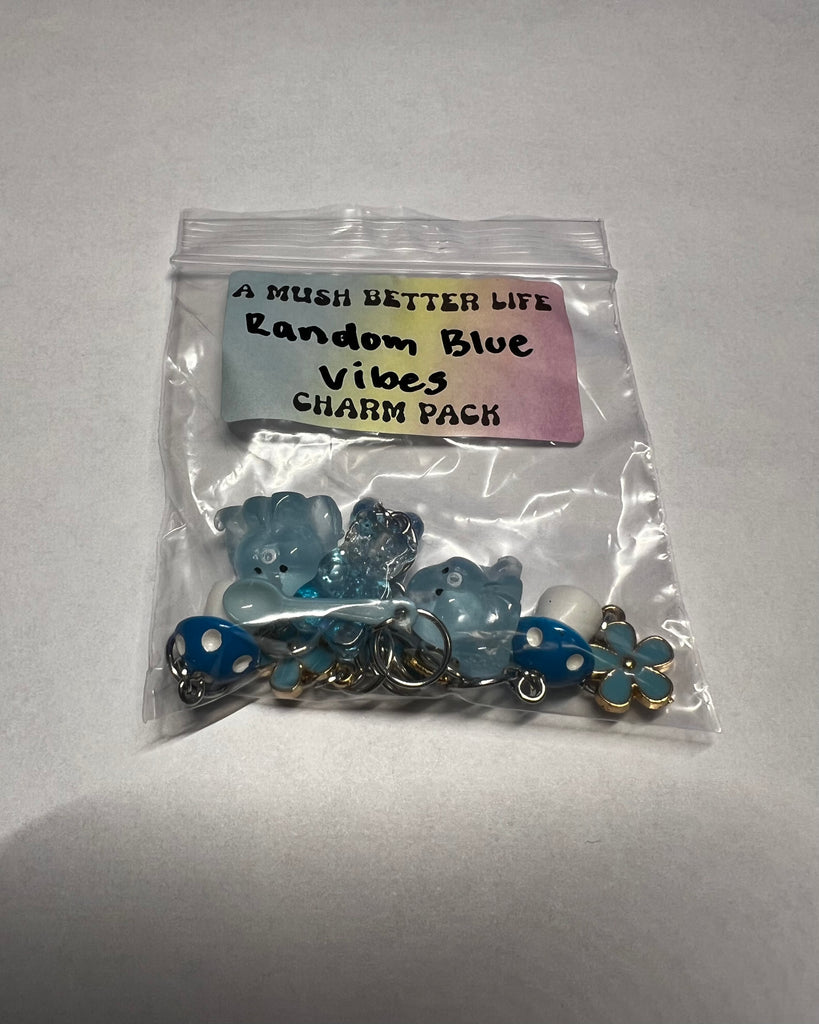 A MUSH BETTER LIFE
Random Blue
Vibes
CHARM PACK